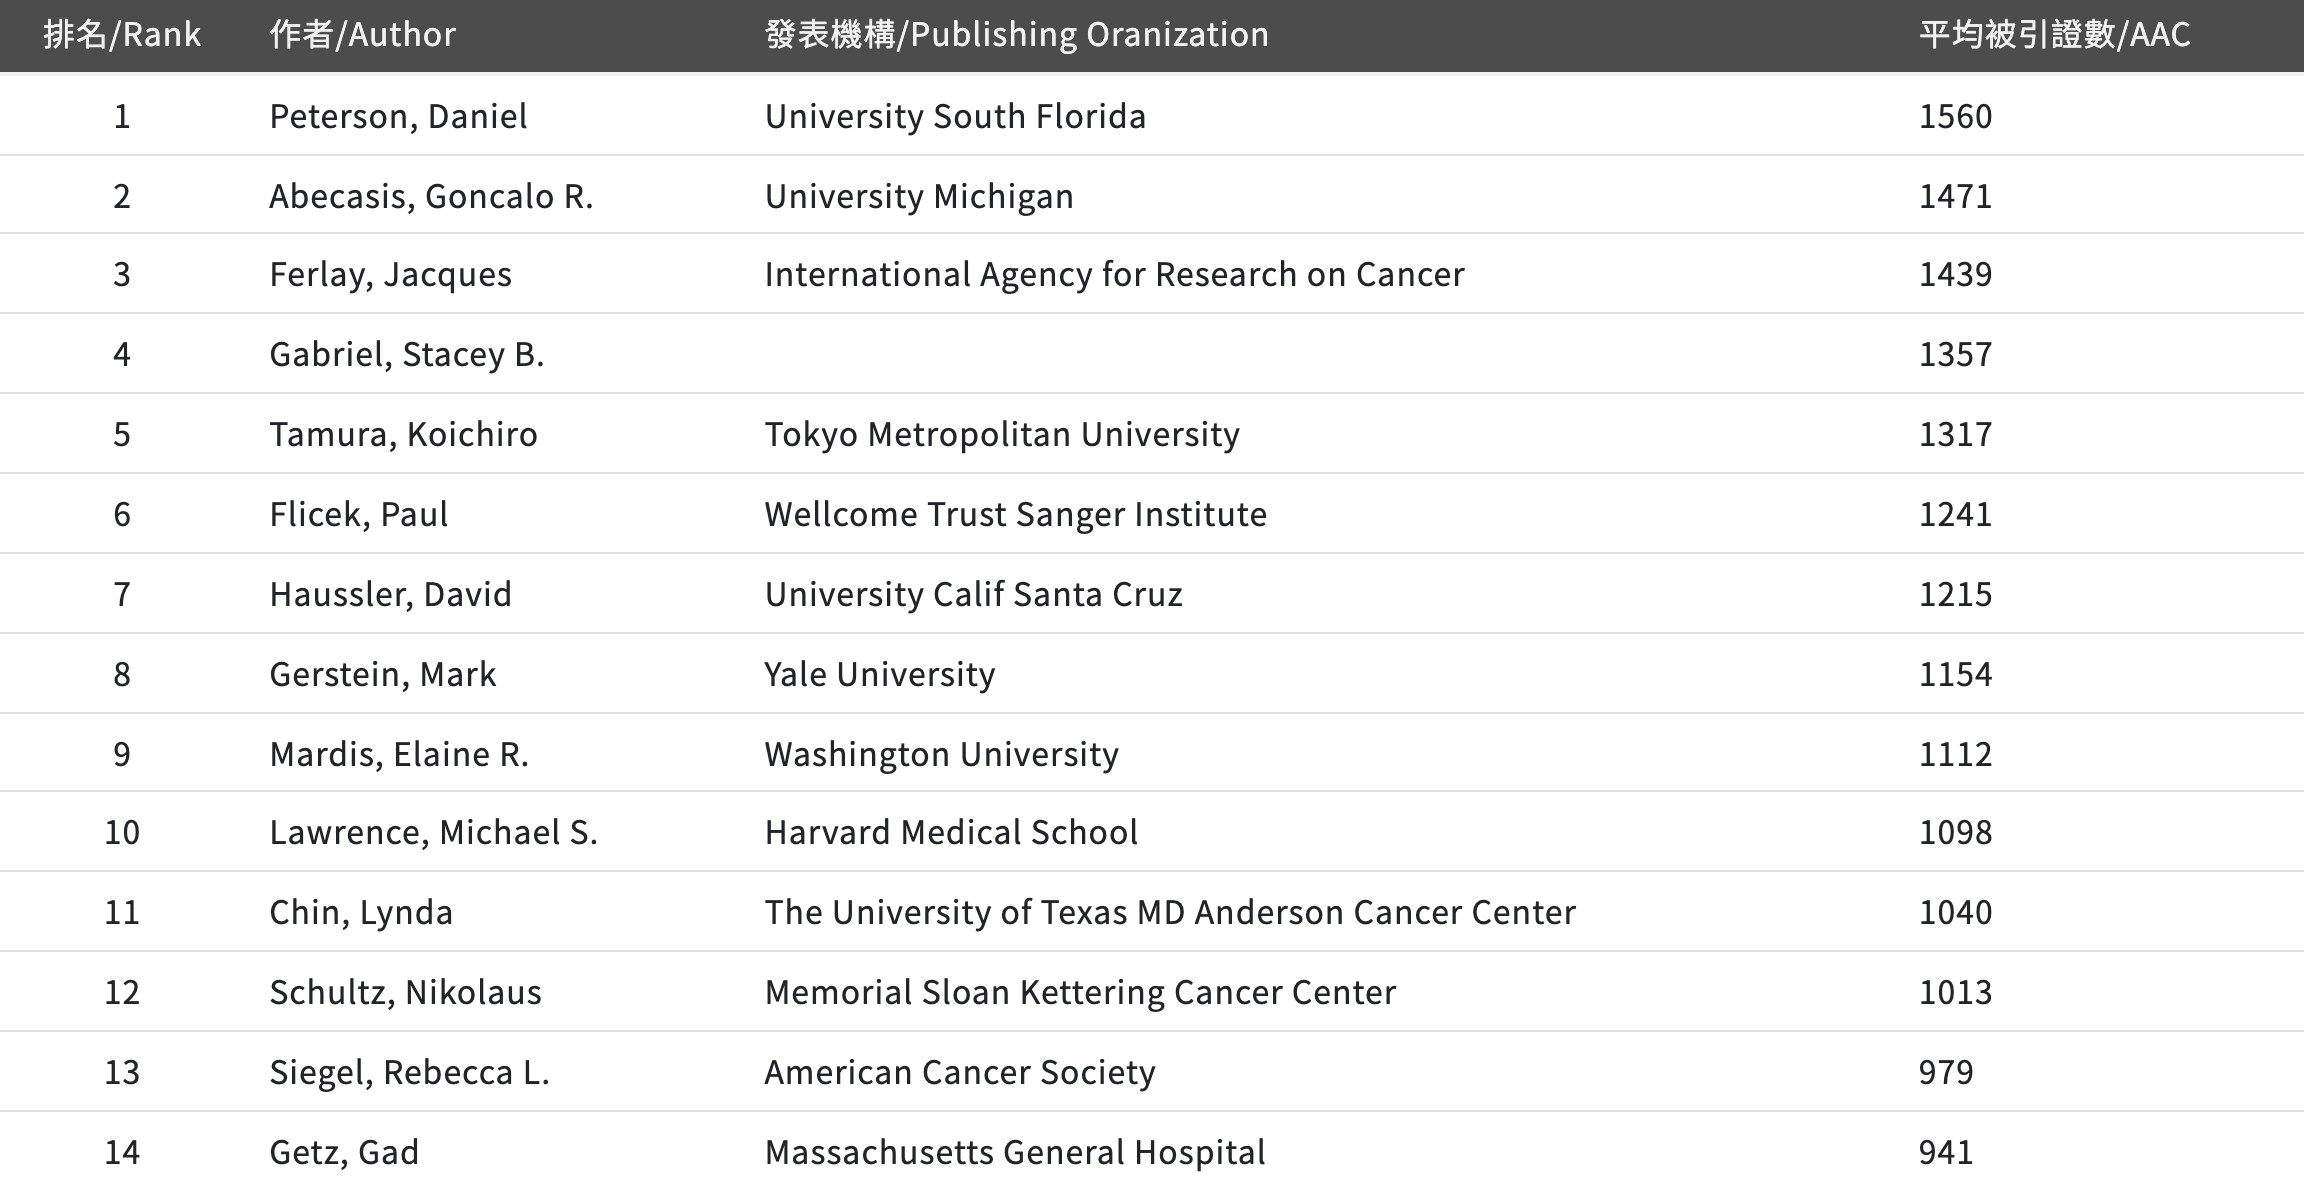 排名/Rank 作者/Author 發表機構/Publishing Oranization 平均被引證數/AAC
1 Peterson, Daniel University South Florida 1560
2 Abecasis, Goncalo R. University Michigan 1471
3 Ferlay, Jacques International Agency for Research on Cancer 1439
4 Gabriel, Stacey B. 1357
5 Tamura, Koichiro Tokyo Metropolitan University 1317
6 Flicek, Paul Wellcome Trust Sanger Institute 1241
7 Haussler, David University Calif Santa Cruz 1215
8 Gerstein, Mark Yale University 1154
9 Mardis, Elaine R. Washington University 1112
10 Lawrence, Michael S. Harvard Medical School 1098
11 Chin, Lynda The University of Texas MD Anderson Cancer Center 1040
12 Schultz, Nikolaus Memorial Sloan Kettering Cancer Center 1013
13 Siegel, Rebecca L. American Cancer Society 979
14 Getz, Gad Massachusetts General Hospital 941